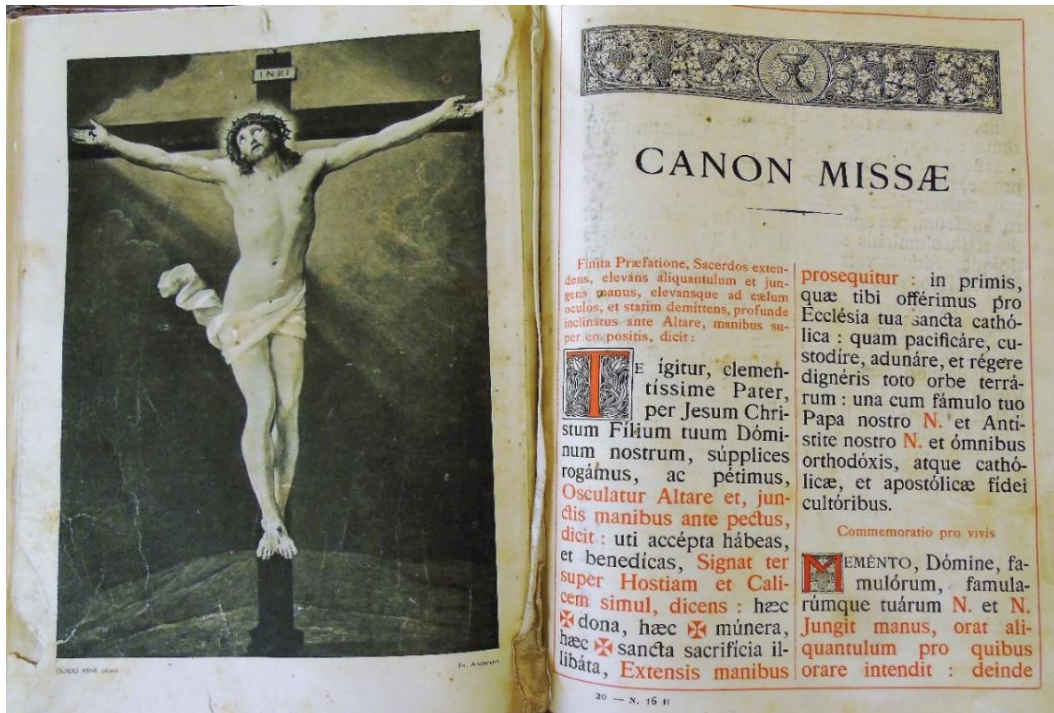 INRI
GUIDO RENI, pinxit
Fr. Anderson
CANON MISSÆ
Finita Præfatione, Sacerdos exten-
dens, elevans aliquantulum et jun-
gens manus, elevansque ad cælum
oculos, et statim demittens, profunde
inclinatus ante Altare, manibus su-
per eo positis, dicit :
TE ígitur, clemen-
tíssime Pater,
per Jesum Chri-
stum Fílium tuum Dómi-
num nostrum, súpplices
rogámus, ac pétimus,
Osculatur Altare et, jun-
ctis manibus ante pectus,
dicit : uti accépta hábeas,
et benedícas, Signat ter
super Hostiam et Cali-
cem simul, dicens : hæc
✠ dona, hæc ✠ múnera,
hæc ✠ sancta sacrifícia il-
libáta, Extensis manibus
prosequitur : in primis,
quæ tibi offérimus pro
Ecclésia tua sancta cathó-
lica : quam pacificáre, cu-
stodíre, adunáre, et régere
dignéris toto orbe terrá-
rum : una cum fámulo tuo
Papa nostro N. et Antí-
stite nostro N. et ómnibus
orthodóxis, atque cathó-
licæ, et apostólicæ fídei
cultóribus.
Commemoratio pro vivis
MEMÉNTO, Dómine, fa-
mulórum, famula-
rúmque tuárum N. et N.
Jungit manus, orat ali-
quantulum pro quibus
orare intendit : deinde
20 — N. 16 II